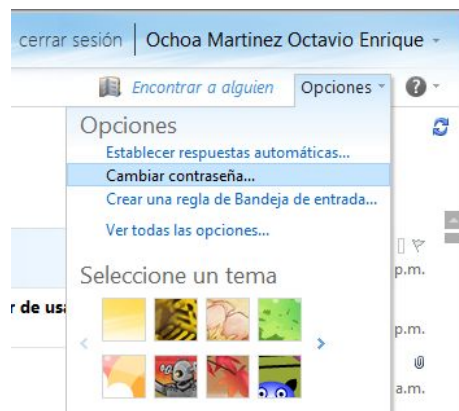 cerrar sesión | Ochoa Martinez Octavio Enrique
Encontrar a alguien Opciones ?
Opciones
Establecer respuestas automáticas...
Cambiar contraseña...
Crear una regla de Bandeja de entrada...
Ver todas las opciones...
p.m.
Seleccione un tema
r de usa
p.m.
a.m.